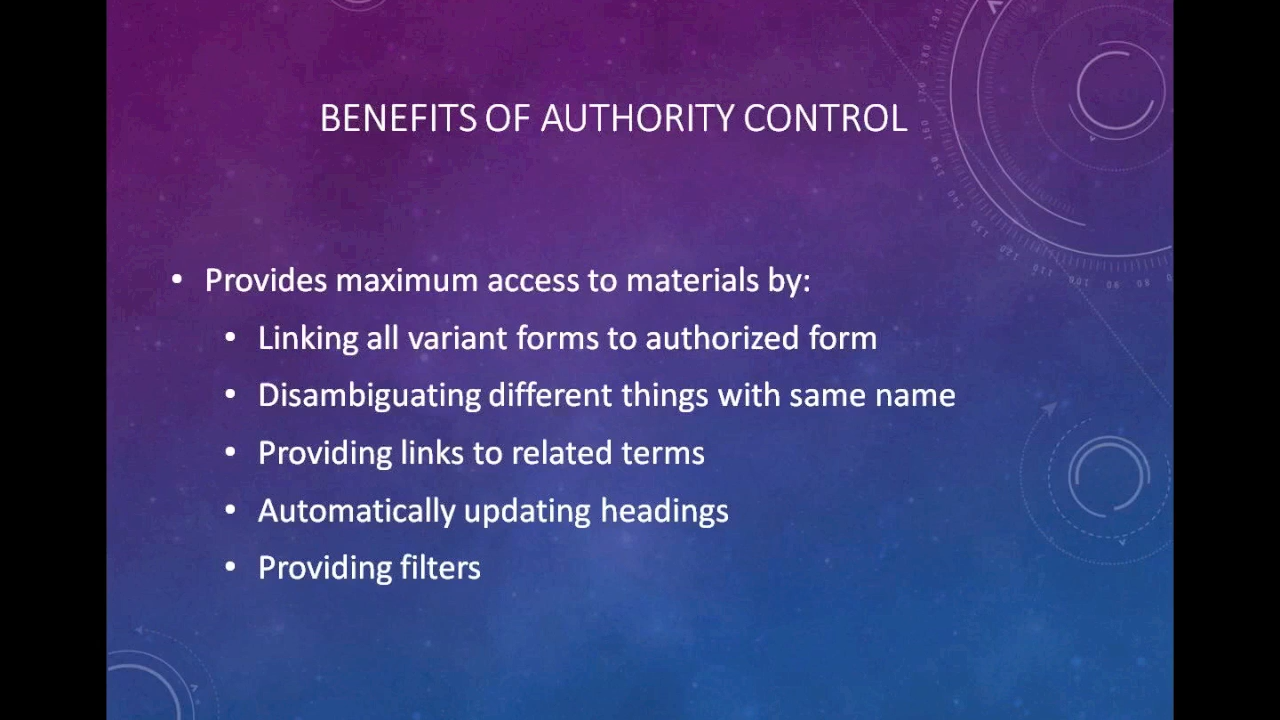 BENEFITS OF AUTHORITY CONTROL
• Provides maximum access to materials by:
• Linking all variant forms to authorized form
• Disambiguating different things with same name
• Providing links to related terms
• Automatically updating headings
• Providing filters